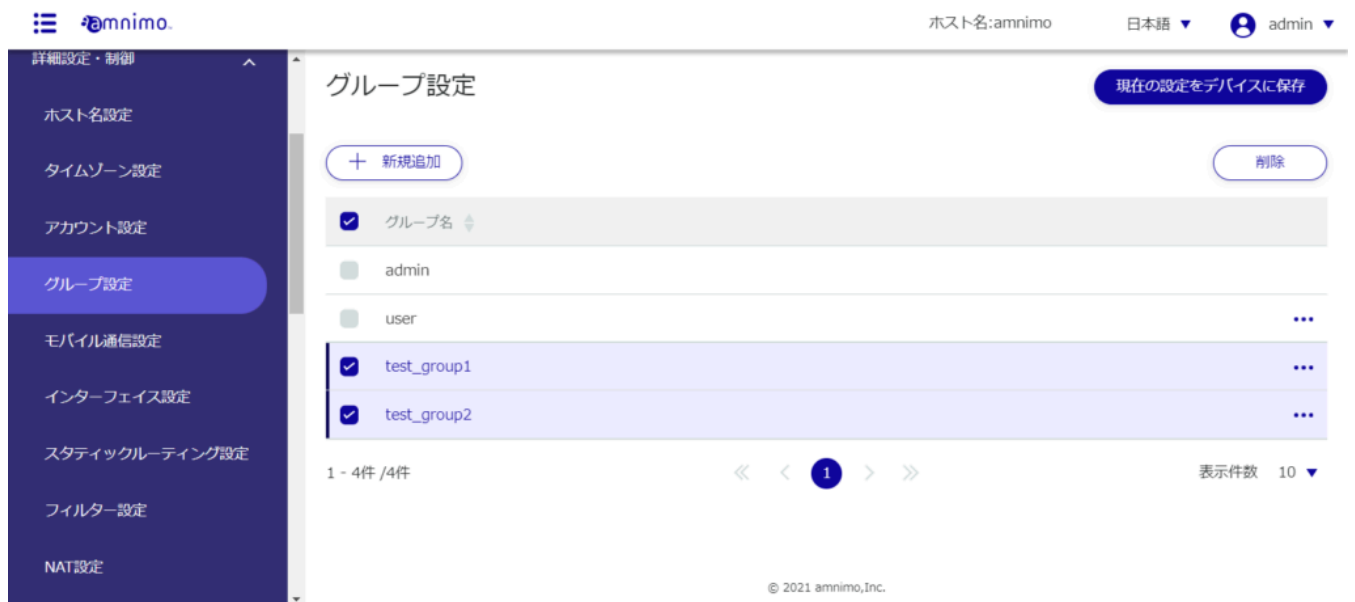 amnimo
ホスト名:amnimo
日本語 ▼
admin ▼
詳細設定・制御
ホスト名設定
タイムゾーン設定
アカウント設定
グループ設定
モバイル通信設定
インターフェイス設定
スタティックルーティング設定
フィルター設定
NAT設定
グループ設定
現在の設定をデバイスに保存
+ 新規追加
削除
グループ名
admin
user
test_group1
test_group2
1 - 4件 /4件
1
表示件数 10 ▼
© 2021 amnimo,Inc.